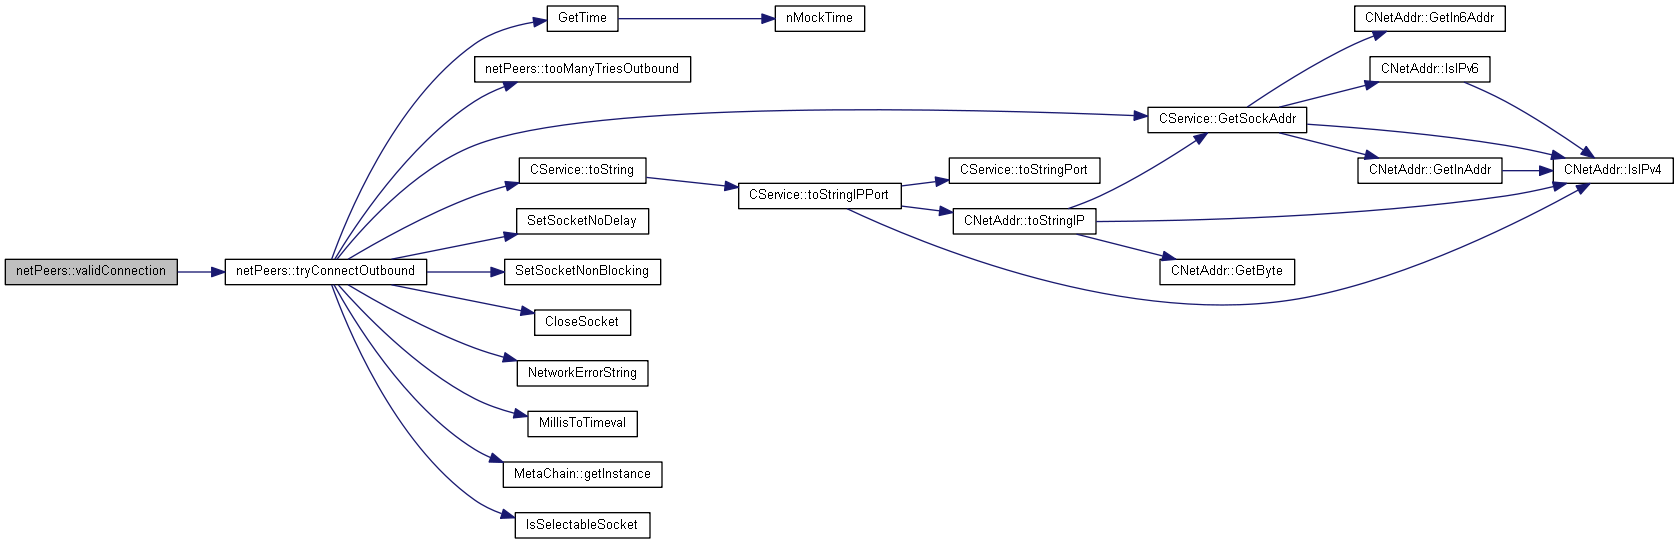 GetTime
nMockTime
CNetAddr::GetIn6Addr
netPeers::tooManyTriesOutbound
CNetAddr::IsIPv6
CService::GetSockAddr
CService::toString
CService::toStringPort
CNetAddr::GetInAddr
CNetAddr::IsIPv4
CService::toStringIPPort
SetSocketNoDelay
CNetAddr::toStringIP
netPeers::validConnection
netPeers::tryConnectOutbound
SetSocketNonBlocking
CNetAddr::GetByte
CloseSocket
NetworkErrorString
MillisToTimeval
MetaChain::getInstance
IsSelectableSocket